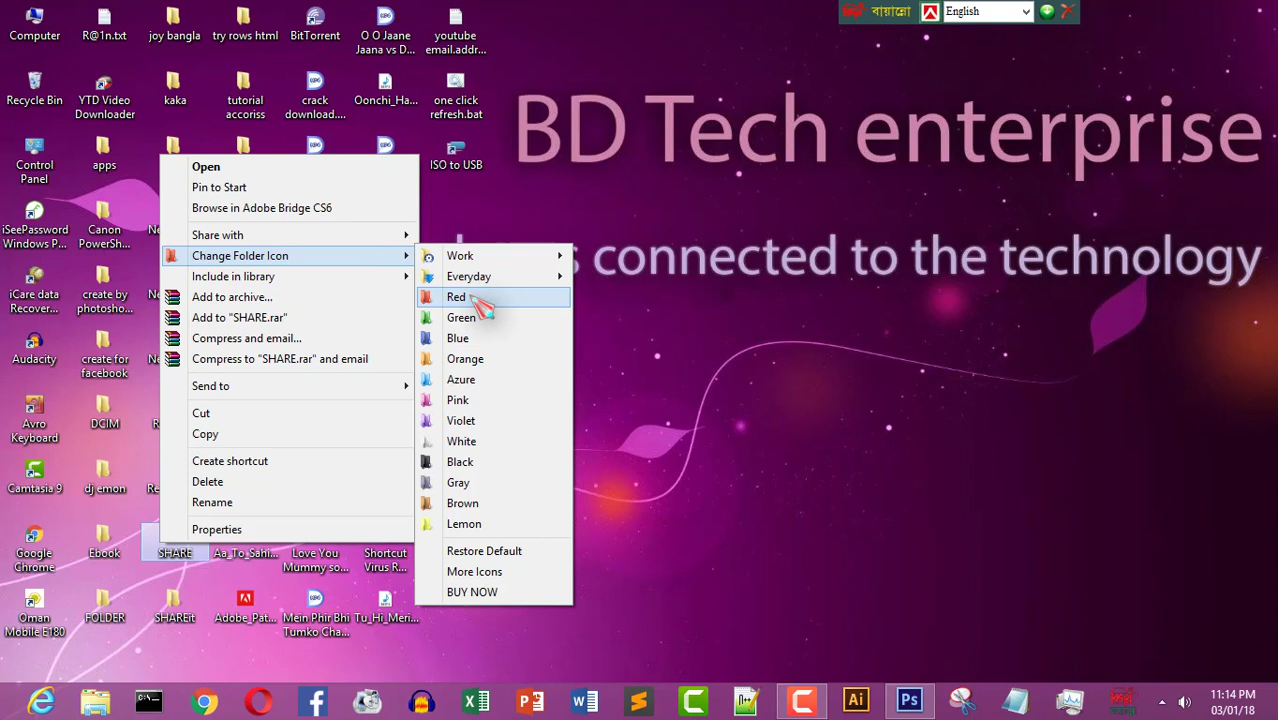 Computer
R@1n.txt
joy bangla
try rows html
BitTorrent
O O Jaane
Jaana vs D...
youtube
email.addr...
বায়ান্নো
English
Recycle Bin
YTD Video
Downloader
kaka
tutorial
accoriss
crack
download....
Oonchi_Ha...
one click
refresh.bat
BD Tech enterprise
Control
Panel
apps
ISO to USB
iSeePassword
Windows P...
Canon
PowerSh...
s connected to the technology
iCare data
Recover...
create by
photosho...
Audacity
create for
facebook
Avro
Keyboard
DCIM
Camtasia 9
dj emon
Google
Chrome
Ebook
SHARE
Aa_To_Sahi...
Love You
Mummy so...
Shortcut
Virus R...
Oman
Mobile E180
FOLDER
SHAREit
Adobe_Pat...
Mein Phir Bhi
Tumko Cha...
Tu_Hi_Meri...
Open
Pin to Start
Browse in Adobe Bridge CS6
Share with
Change Folder Icon
Include in library
Add to archive...
Add to "SHARE.rar"
Compress and email...
Compress to "SHARE.rar" and email
Send to
Cut
Copy
Create shortcut
Delete
Rename
Properties
Work
Everyday
Red
Green
Blue
Orange
Azure
Pink
Violet
White
Black
Gray
Brown
Lemon
Restore Default
More Icons
BUY NOW
11:14 PM
03/01/18